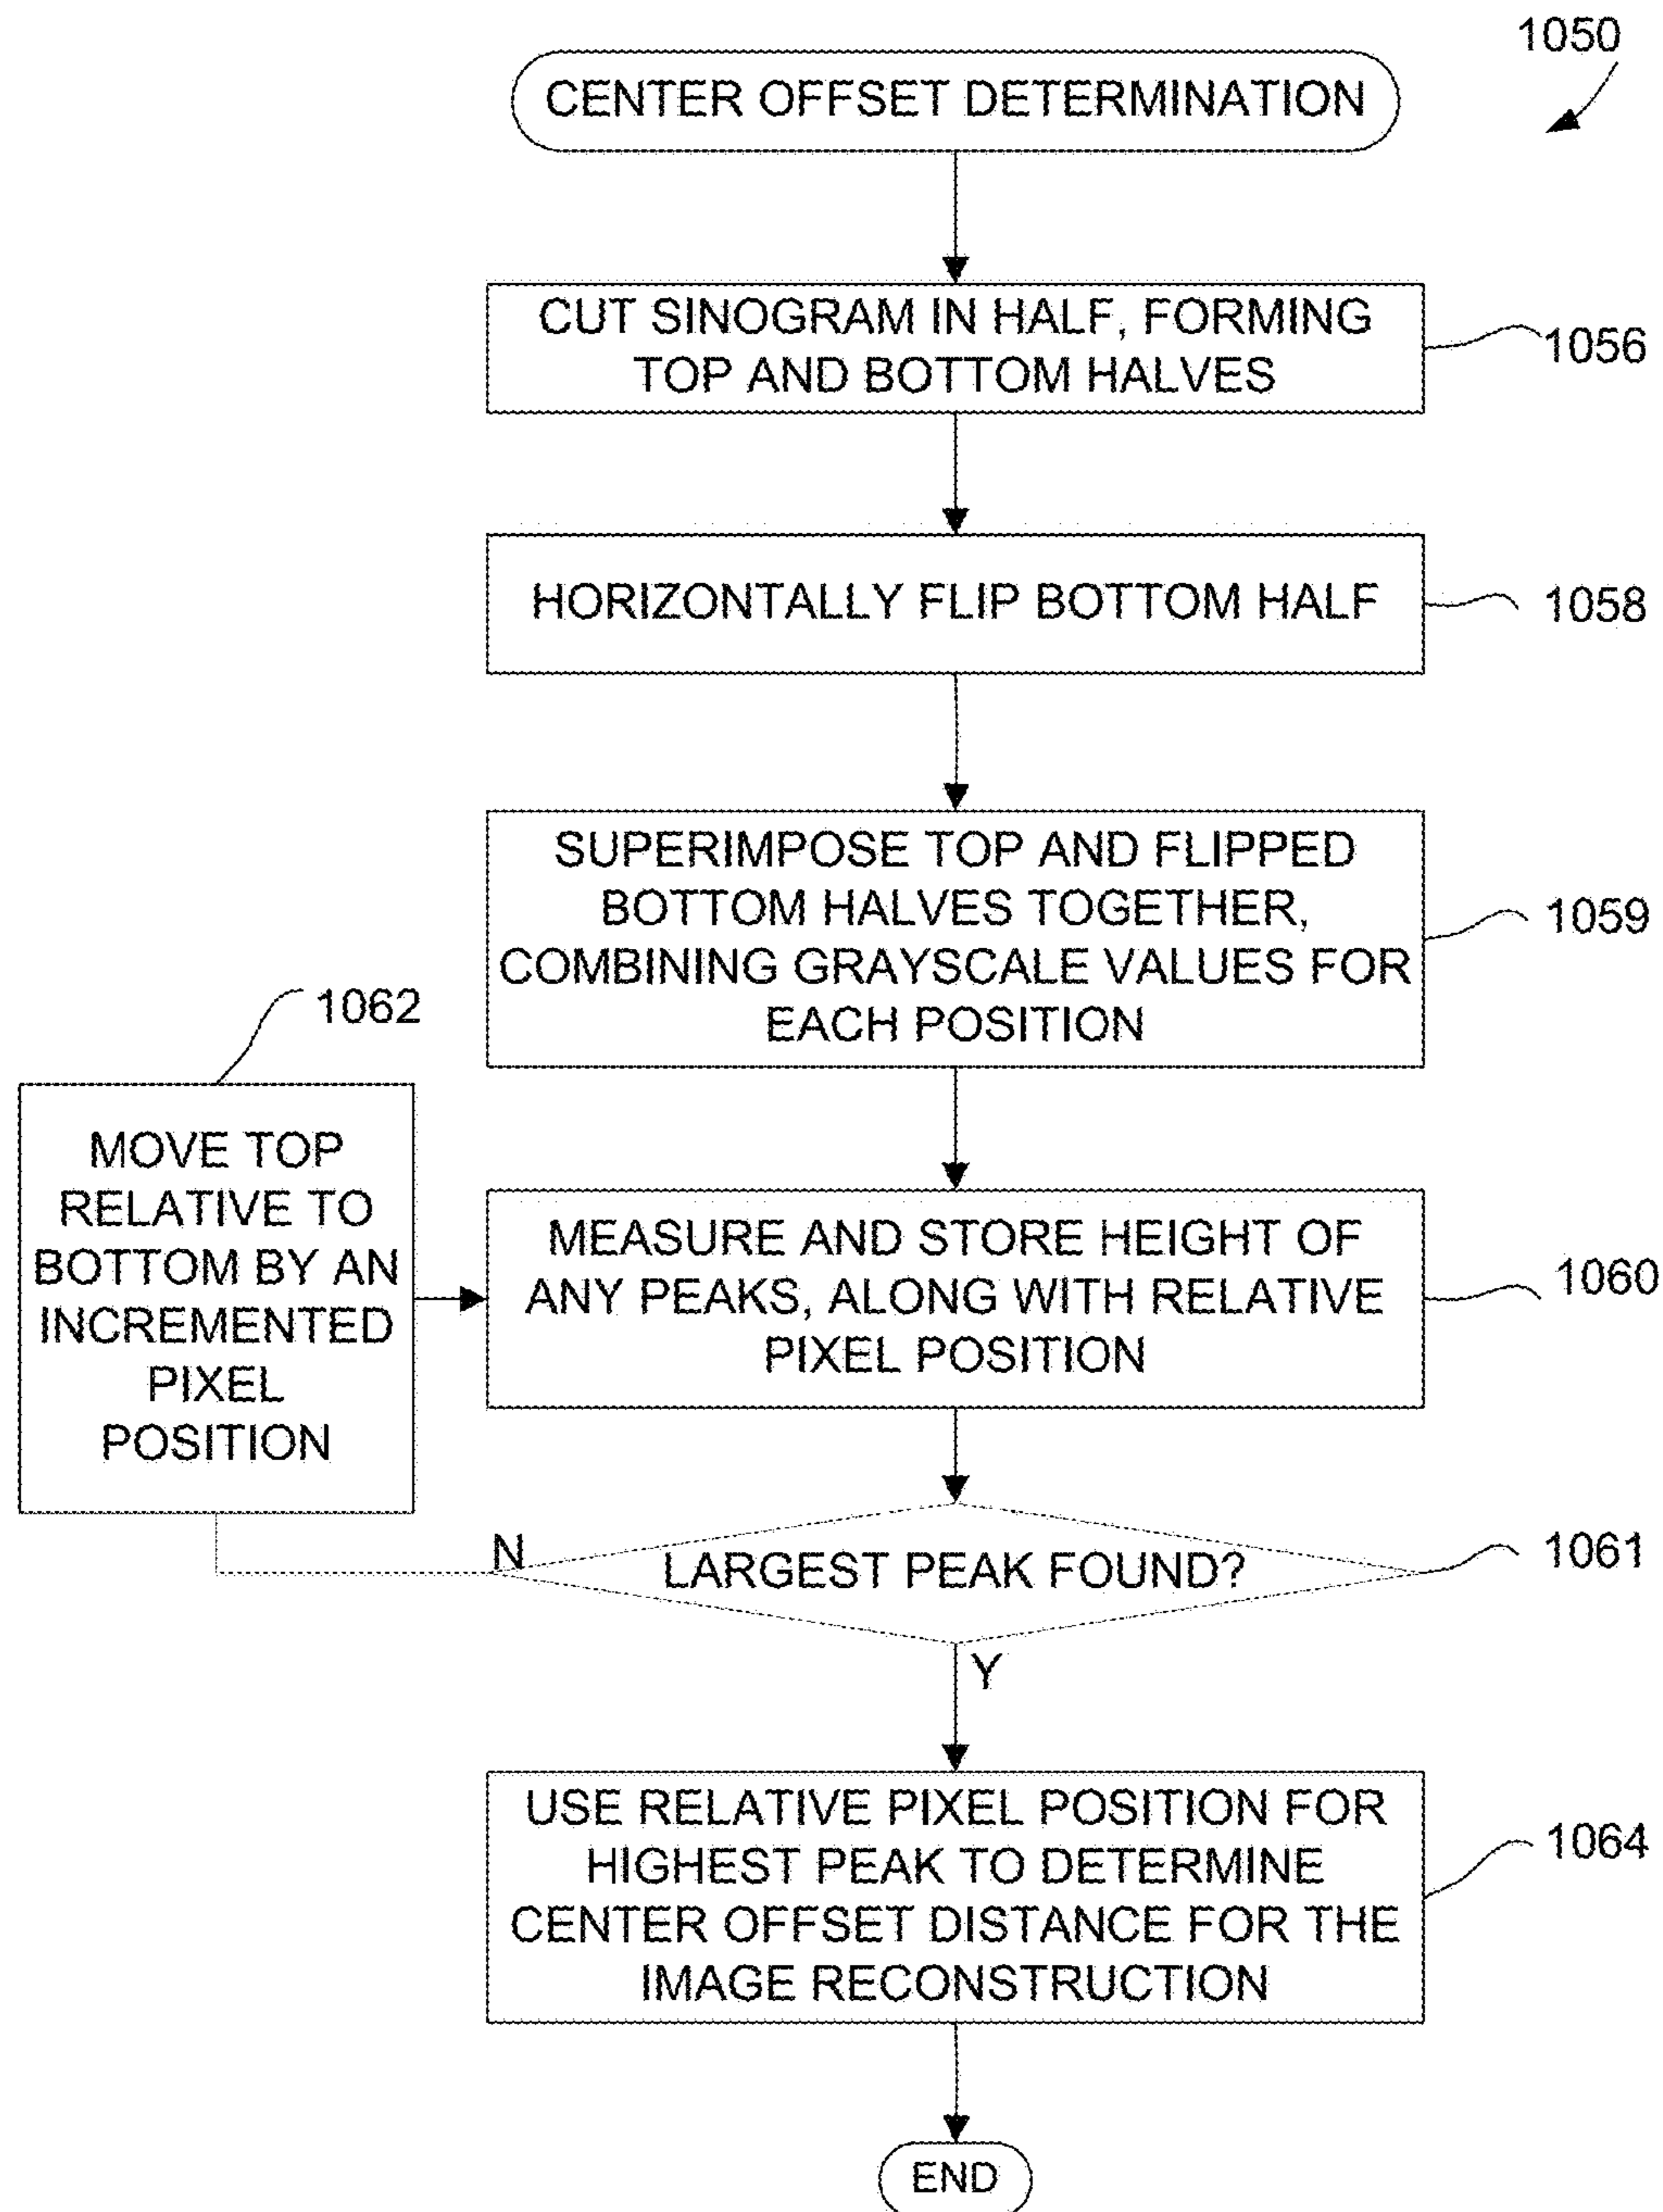 1050
CENTER OFFSET DETERMINATION
CUT SINOGRAM IN HALF, FORMING
TOP AND BOTTOM HALVES
1056
HORIZONTALLY FLIP BOTTOM HALF
1058
SUPERIMPOSE TOP AND FLIPPED
BOTTOM HALVES TOGETHER,
COMBINING GRAYSCALE VALUES FOR
EACH POSITION
1059
1062
MOVE TOP
RELATIVE TO
BOTTOM BY AN
INCREMENTED
PIXEL
POSITION
MEASURE AND STORE HEIGHT OF
ANY PEAKS, ALONG WITH RELATIVE
PIXEL POSITION
1060
N
LARGEST PEAK FOUND?
1061
Y
USE RELATIVE PIXEL POSITION FOR
HIGHEST PEAK TO DETERMINE
CENTER OFFSET DISTANCE FOR THE
IMAGE RECONSTRUCTION
1064
END